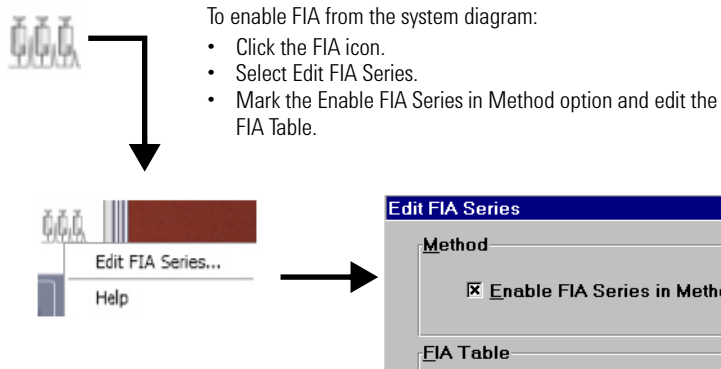 To enable FIA from the system diagram:
• Click the FIA icon.
• Select Edit FIA Series.
• Mark the Enable FIA Series in Method option and edit the
FIA Table.
Edit FIA Series...
Help
Edit FIA Series
Method
Enable FIA Series in Metho
FIA Table